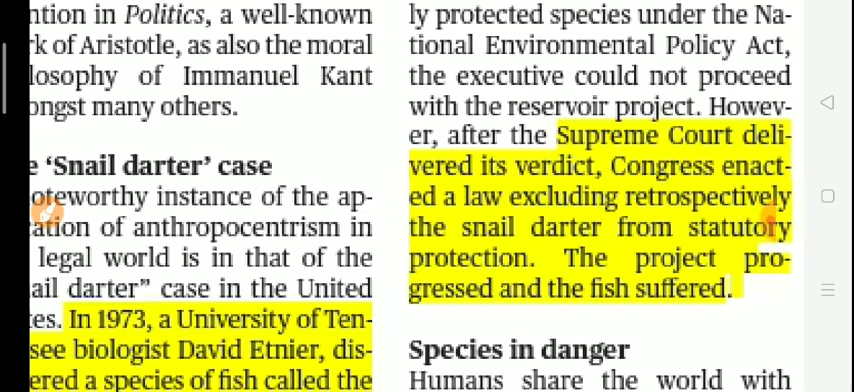 ntion in Politics, a well-known
rk of Aristotle, as also the moral
losophy of Immanuel Kant
ongst many others.
e ‘Snail darter’ case
oteworthy instance of the ap-
ation of anthropocentrism in
legal world is in that of the
ail darter” case in the United
tes. In 1973, a University of Ten-
see biologist David Etnier, dis-
ered a species of fish called the
ly protected species under the Na-
tional Environmental Policy Act,
the executive could not proceed
with the reservoir project. Howev-
er, after the Supreme Court deli-
vered its verdict, Congress enact-
ed a law excluding retrospectively
the snail darter from statutory
protection. The project pro-
gressed and the fish suffered.
Species in danger
Humans share the world with